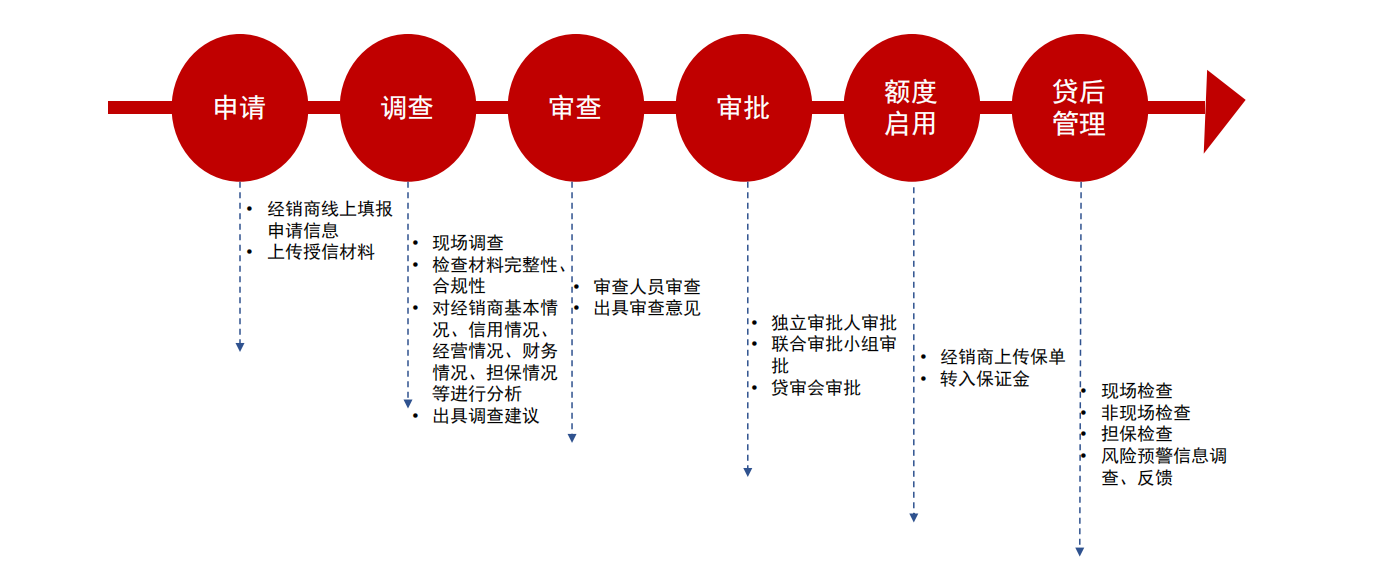 申请
调查
审查
审批
额度
启用
贷后
管理
• 经销商线上填报
申请信息
• 上传授信材料
• 现场调查
• 检查材料完整性、
合规性
• 对经销商基本情
况、信用情况、
经营情况、财务
情况、担保情况
等进行分析
• 出具调查建议
• 审查人员审查
• 出具审查意见
• 独立审批人审批
• 联合审批小组审
批
• 贷审会审批
• 经销商上传保单
• 转入保证金
• 现场检查
• 非现场检查
• 担保检查
• 风险预警信息调
查、反馈